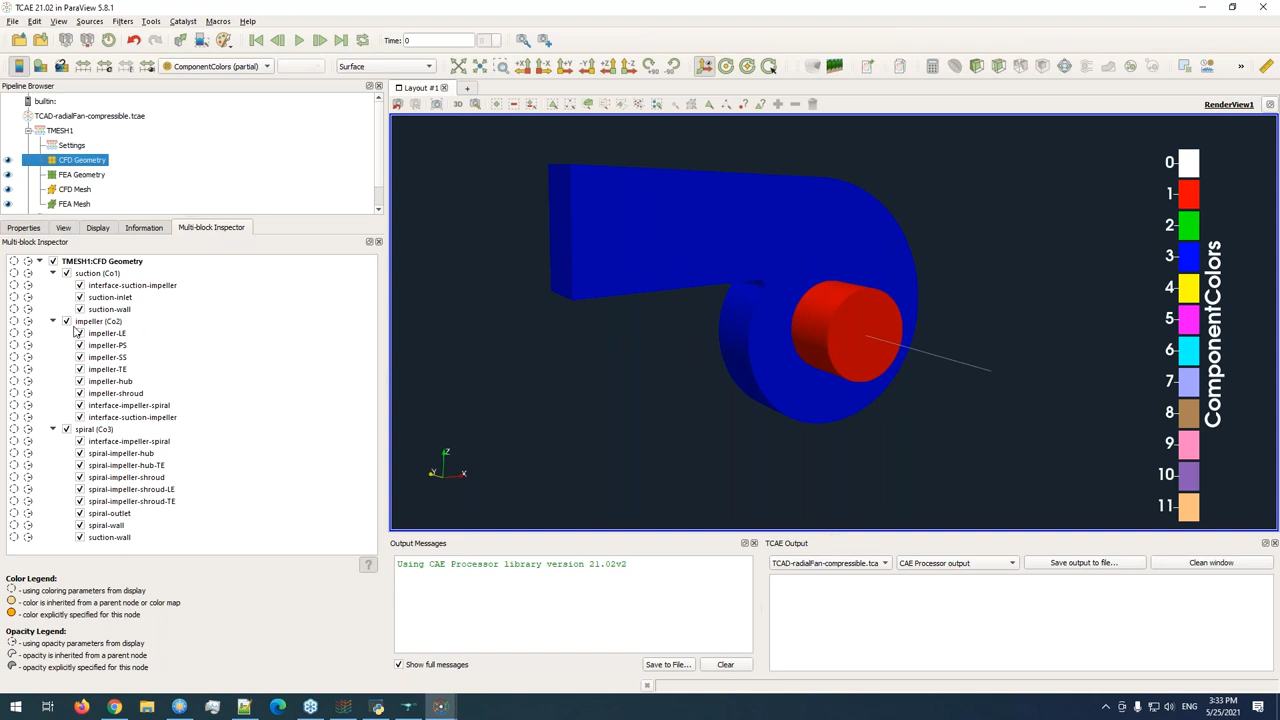 TCAE 21.02 in ParaView 5.8.1
File Edit View Sources Filters Tools Catalyst Macros Help
Time: 0 0
ComponentColors (partial) Surface
+X -X +Y -Y +Z -Z +90 -90
Pipeline Browser
builtin:
TCAD-radialFan-compressible.tcae
TMESH1
Settings
CFD Geometry
FEA Geometry
CFD Mesh
FEA Mesh
Properties View Display Information Multi-block Inspector
Multi-block Inspector
TMESH1:CFD Geometry
suction (Co1)
interface-suction-impeller
suction-inlet
suction-wall
impeller (Co2)
impeller-LE
impeller-PS
impeller-SS
impeller-TE
impeller-hub
impeller-shroud
interface-impeller-spiral
interface-suction-impeller
spiral (Co3)
interface-impeller-spiral
spiral-impeller-hub
spiral-impeller-hub-TE
spiral-impeller-shroud
spiral-impeller-shroud-LE
spiral-impeller-shroud-TE
spiral-outlet
spiral-wall
suction-wall
?
Color Legend:
- using coloring parameters from display
- color is inherited from a parent node or color map
- color explicitly specified for this node
Opacity Legend:
- using opacity parameters from display
- opacity is inherited from a parent node
- opacity explicitly specified for this node
Layout #1 +
3D
RenderView1
0
1
2
3
4
5
6
7
8
9
10
11
ComponentColors
Z
Y X
Output Messages
Using CAE Processor library version 21.02v2
Show full messages Save to File... Clear
TCAE Output
TCAD-radialFan-compressible.tca CAE Processor output Save output to file... Clean window
ENG 3:33 PM
5/25/2021